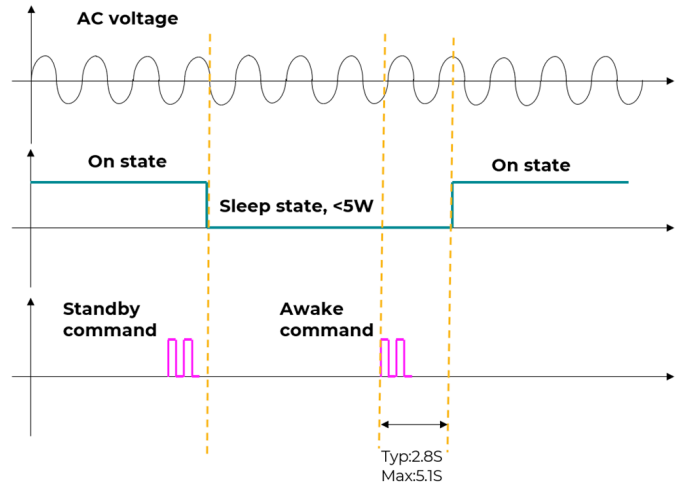 AC voltage
On state
On state
Sleep state, <5W
Standby
command
Awake
command
Typ:2.8S
Max:5.1S